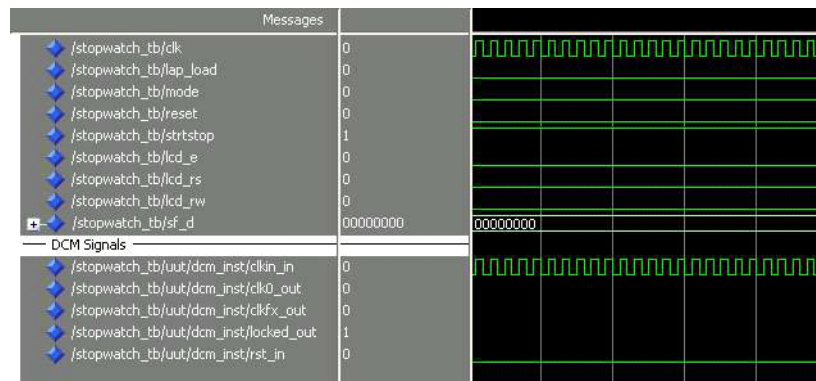 Messages
/stopwatch_tb/clk 0
/stopwatch_tb/lap_load 0
/stopwatch_tb/mode 0
/stopwatch_tb/reset 0
/stopwatch_tb/strtstop 1
/stopwatch_tb/lcd_e 0
/stopwatch_tb/lcd_rs 0
/stopwatch_tb/lcd_rw 0
/stopwatch_tb/sf_d 00000000 00000000
DCM Signals
/stopwatch_tb/uut/dcm_inst/clkin_in 0
/stopwatch_tb/uut/dcm_inst/clk0_out 0
/stopwatch_tb/uut/dcm_inst/clkfx_out 0
/stopwatch_tb/uut/dcm_inst/locked_out 1
/stopwatch_tb/uut/dcm_inst/rst_in 0